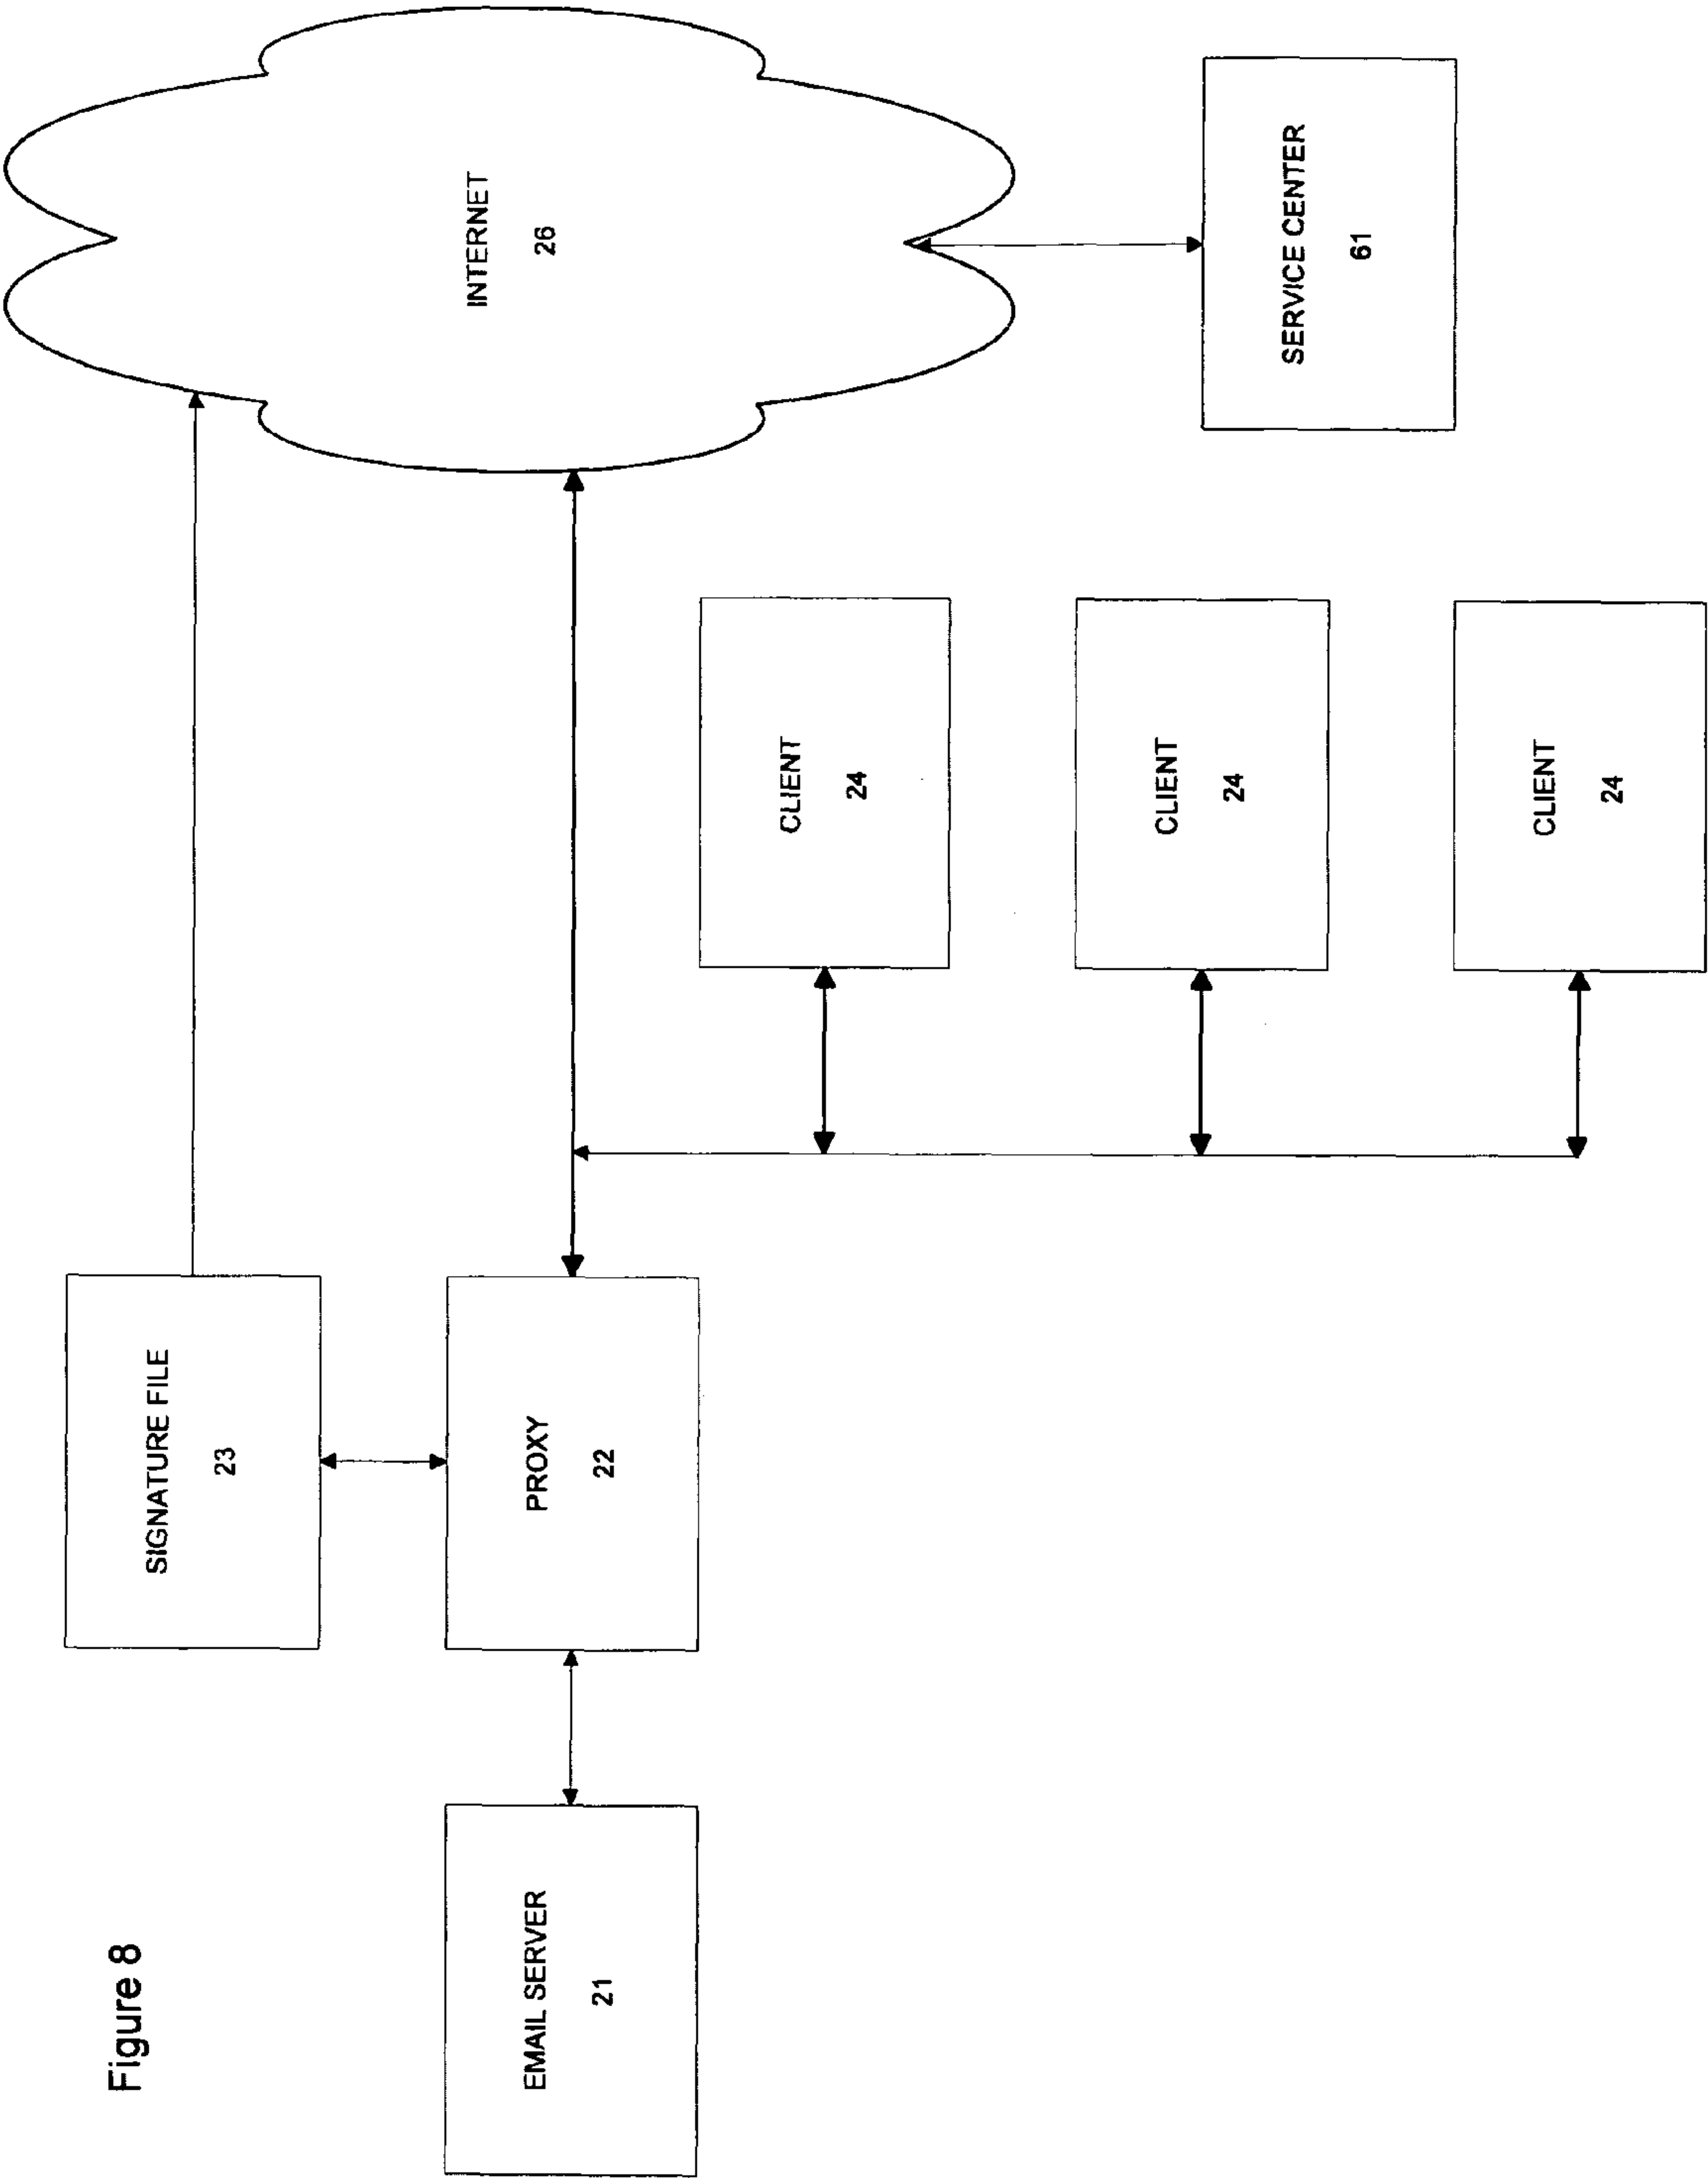 Figure 8
SIGNATURE FILE
23
EMAIL SERVER
21
PROXY
22
INTERNET
26
CLIENT
24
CLIENT
24
CLIENT
24
SERVICE CENTER
61